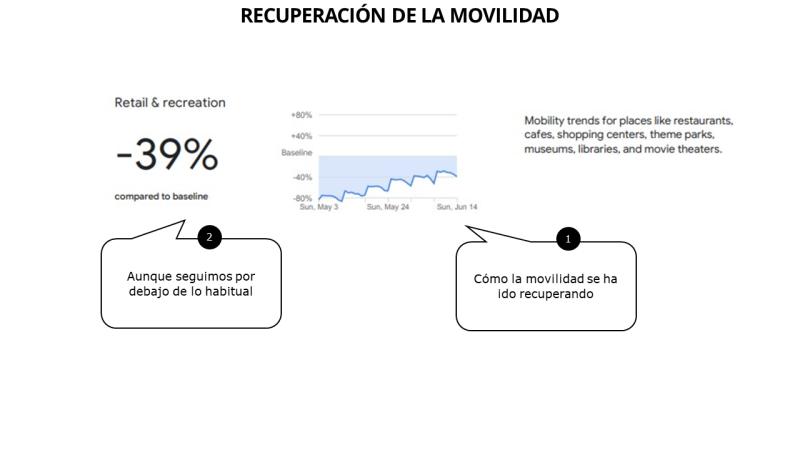 RECUPERACIÓN DE LA MOVILIDAD
Retail & recreation
-39%
compared to baseline
+80%
+40%
Baseline
-40%
-80%
Sun, May 3
Sun, May 24
Sun, Jun 14
Mobility trends for places like restaurants,
cafes, shopping centers, theme parks,
museums, libraries, and movie theaters.
2
Aunque seguimos por
debajo de lo habitual
1
Cómo la movilidad se ha
ido recuperando